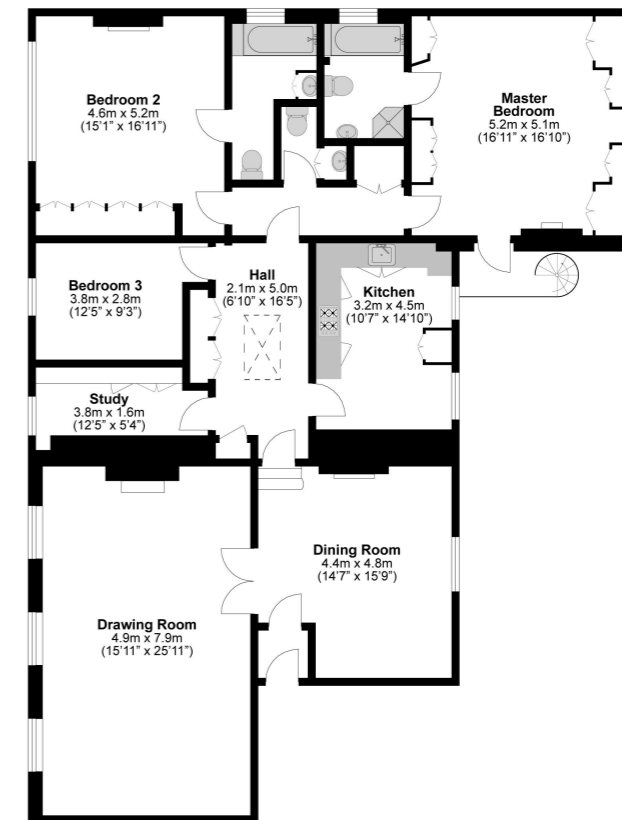 Bedroom 2
4.6m x 5.2m
(15'1" x 16'11")
Master
Bedroom
5.2m x 5.1m
(16'11" x 16'10")
Bedroom 3
3.8m x 2.8m
(12'5" x 9'3")
Hall
2.1m x 5.0m
(6'10" x 16'5")
Kitchen
3.2m x 4.5m
(10'7" x 14'10")
Study
3.8m x 1.6m
(12'5" x 5'4")
Dining Room
4.4m x 4.8m
(14'7" x 15'9")
Drawing Room
4.9m x 7.9m
(15'11" x 25'11")